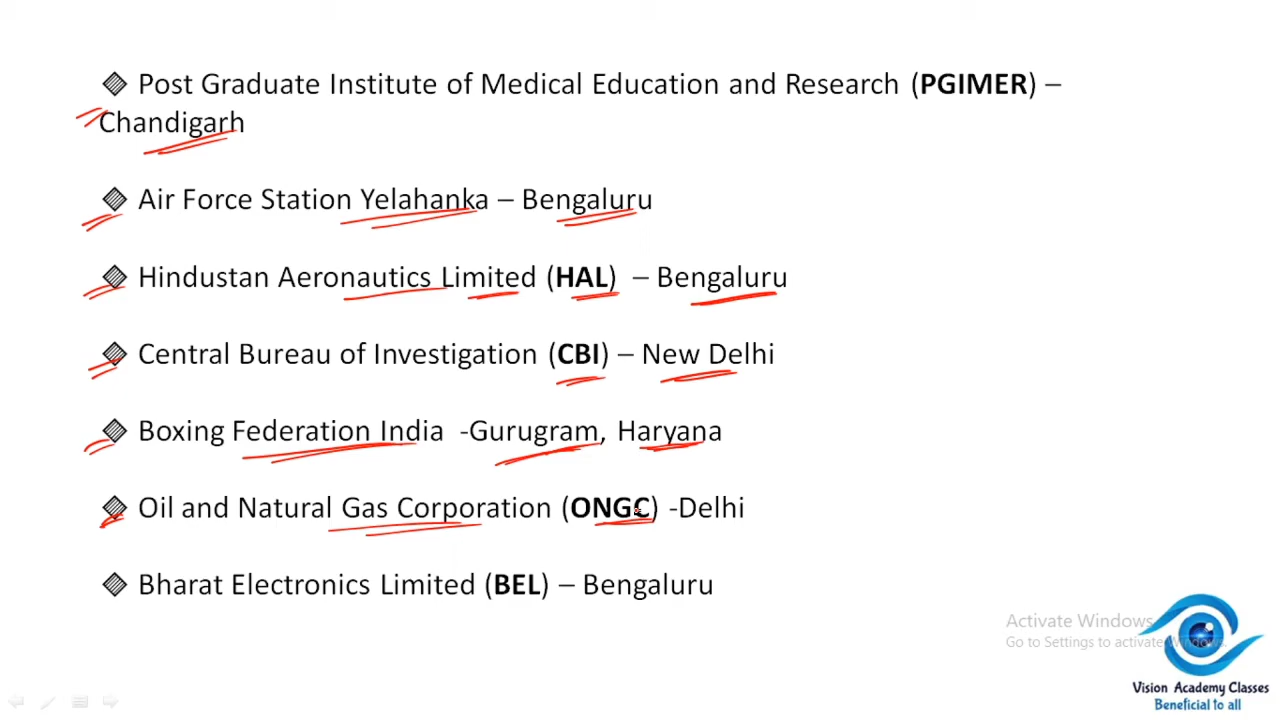 Post Graduate Institute of Medical Education and Research (PGIMER) –
Chandigarh
Air Force Station Yelahanka – Bengaluru
Hindustan Aeronautics Limited (HAL) – Bengaluru
Central Bureau of Investigation (CBI) – New Delhi
Boxing Federation India -Gurugram, Haryana
Oil and Natural Gas Corporation (ONGC) -Delhi
Bharat Electronics Limited (BEL) – Bengaluru
Activate Windows
Go to Settings to activate Windows.
Vision Academy Classes
Beneficial to all